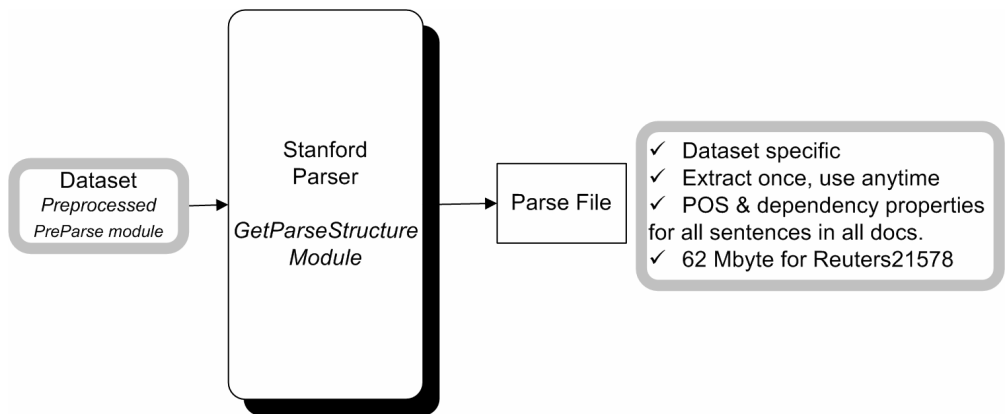 Dataset
Preprocessed
PreParse module
Stanford
Parser
GetParseStructure
Module
Parse File
✓ Dataset specific
✓ Extract once, use anytime
✓ POS & dependency properties
for all sentences in all docs.
✓ 62 Mbyte for Reuters21578